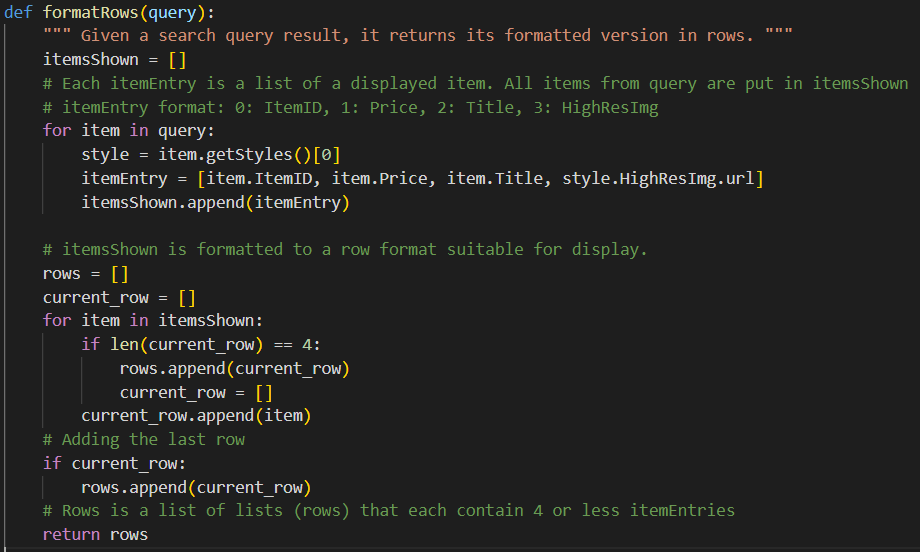 def formatRows(query):
    """ Given a search query result, it returns its formatted version in rows. """
    itemsShown = []
    # Each itemEntry is a list of a displayed item. All items from query are put in itemsShown
    # itemEntry format: 0: ItemID, 1: Price, 2: Title, 3: HighResImg
    for item in query:
        style = item.getStyles()[0]
        itemEntry = [item.ItemID, item.Price, item.Title, style.HighResImg.url]
        itemsShown.append(itemEntry)

    # itemsShown is formatted to a row format suitable for display.
    rows = []
    current_row = []
    for item in itemsShown:
        if len(current_row) == 4:
            rows.append(current_row)
            current_row = []
        current_row.append(item)
    # Adding the last row
    if current_row:
        rows.append(current_row)
    # Rows is a list of lists (rows) that each contain 4 or less itemEntries
    return rows